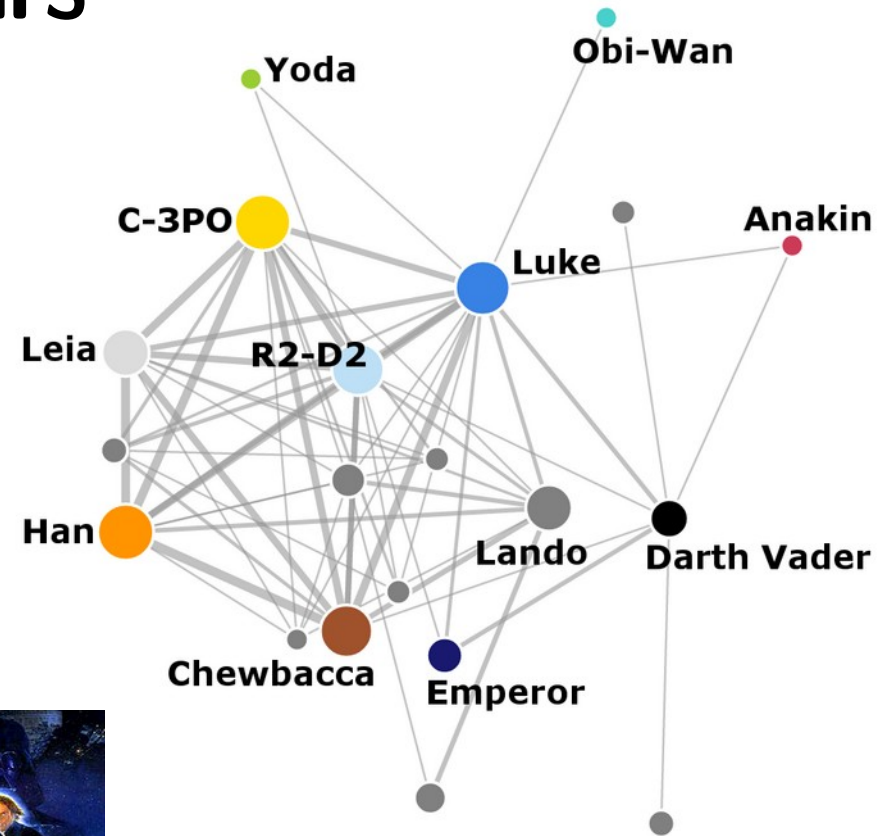 Obi-Wan
Yoda
C-3PO
Anakin
Luke
Leia
R2-D2
Han
Lando
Darth Vader
Chewbacca
Emperor